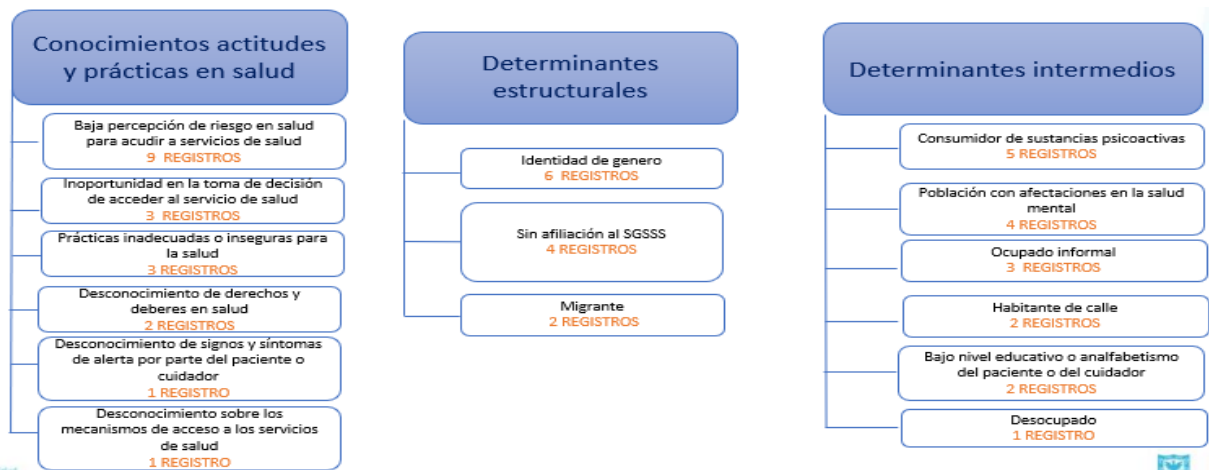 Conocimientos actitudes
y prácticas en salud
Baja percepción de riesgo en salud
para acudir a servicios de salud
9 REGISTROS
Inoportunidad en la toma de decisión
de acceder al servicio de salud
3 REGISTROS
Prácticas inadecuadas o inseguras para
la salud
3 REGISTROS
Desconocimiento de derechos y
deberes en salud
2 REGISTROS
Desconocimiento de signos y síntomas
de alerta por parte del paciente o
cuidador
1 REGISTRO
Desconocimiento sobre los
mecanismos de acceso a los servicios
de salud
1 REGISTRO
Determinantes
estructurales
Identidad de genero
6 REGISTROS
Sin afiliación al SGSSS
4 REGISTROS
Migrante
2 REGISTROS
Determinantes intermedios
Consumidor de sustancias psicoactivas
5 REGISTROS
Población con afectaciones en la salud
mental
4 REGISTROS
Ocupado informal
3 REGISTROS
Habitante de calle
2 REGISTROS
Bajo nivel educativo o analfabetismo
del paciente o del cuidador
2 REGISTROS
Desocupado
1 REGISTRO